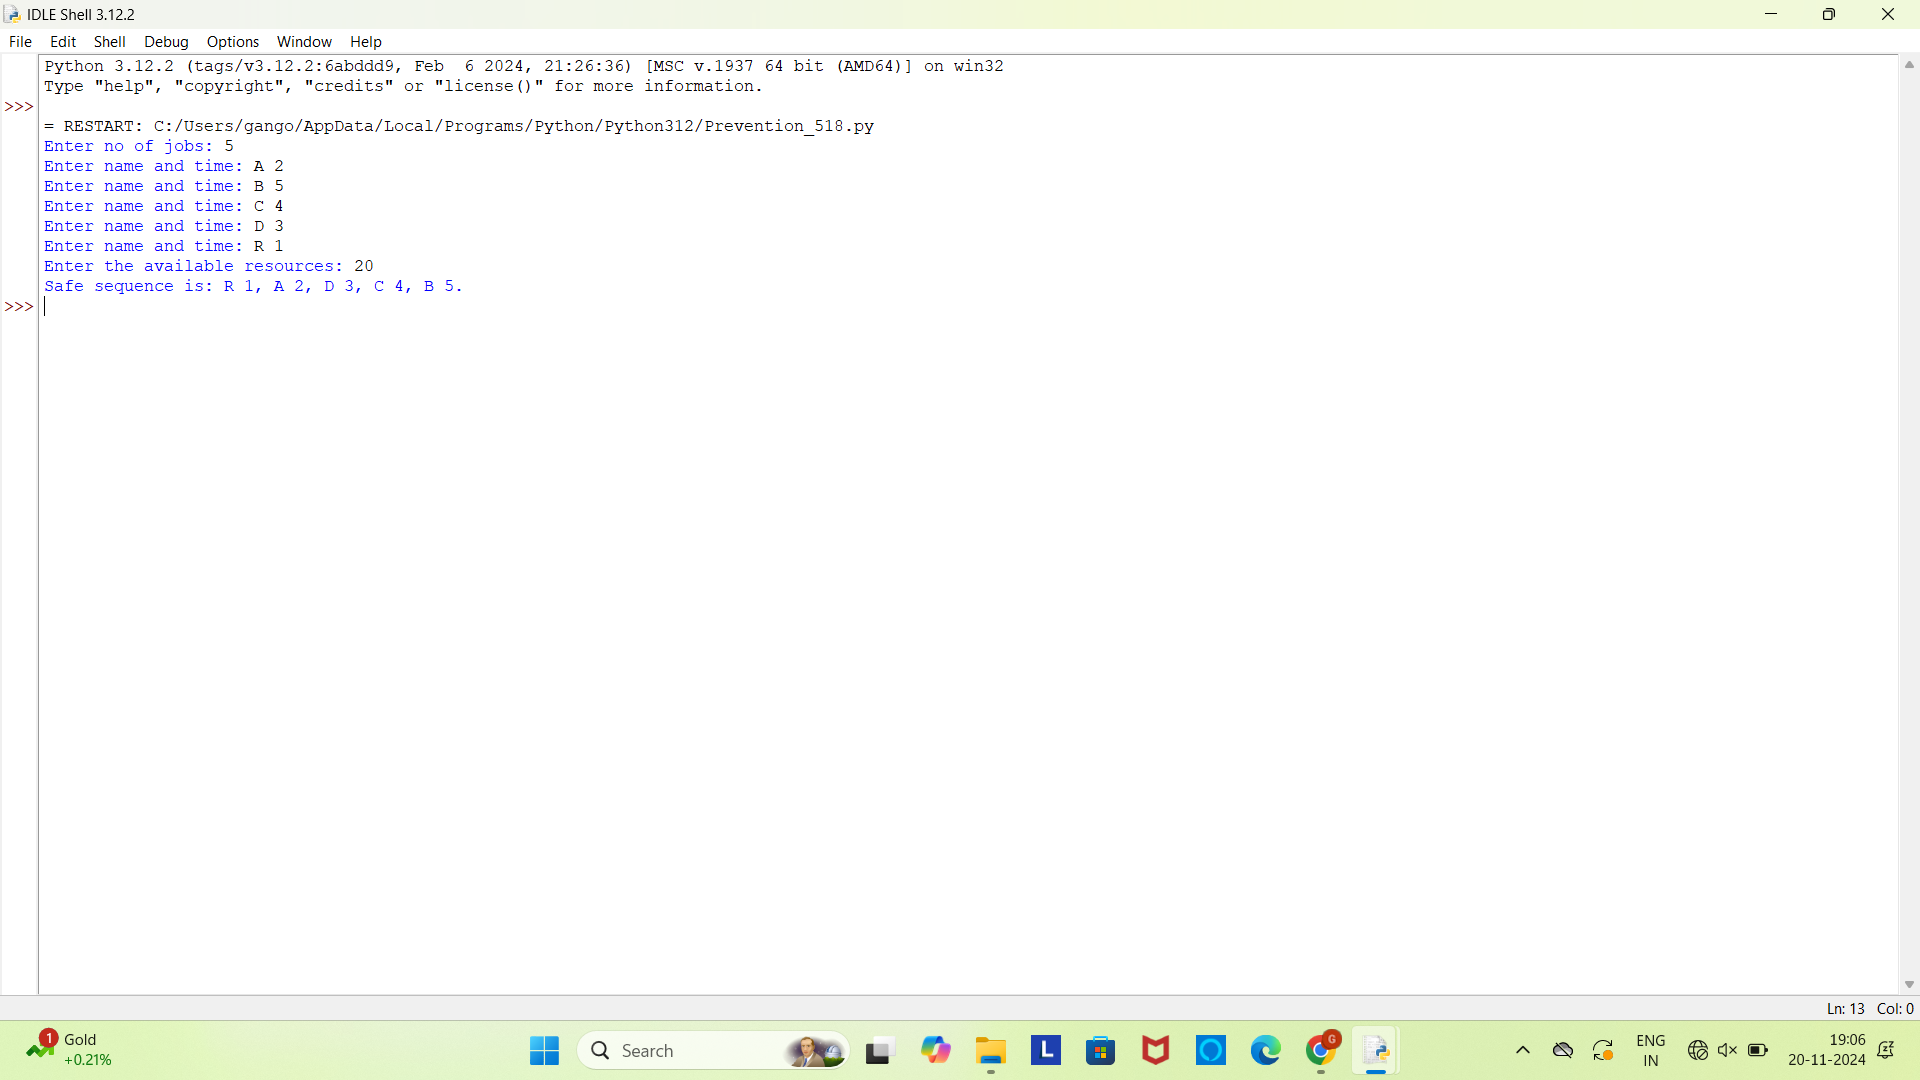 IDLE Shell 3.12.2
File Edit Shell Debug Options Window Help
Python 3.12.2 (tags/v3.12.2:6abddd9, Feb  6 2024, 21:26:36) [MSC v.1937 64 bit (AMD64)] on win32
Type "help", "copyright", "credits" or "license()" for more information.
>>>
= RESTART: C:/Users/gango/AppData/Local/Programs/Python/Python312/Prevention_518.py
Enter no of jobs: 5
Enter name and time: A 2
Enter name and time: B 5
Enter name and time: C 4
Enter name and time: D 3
Enter name and time: R 1
Enter the available resources: 20
Safe sequence is: R 1, A 2, D 3, C 4, B 5.
>>>
Ln: 13 Col: 0
1 Gold
+0.21%
Search
L
G
ENG
IN
19:06
20-11-2024